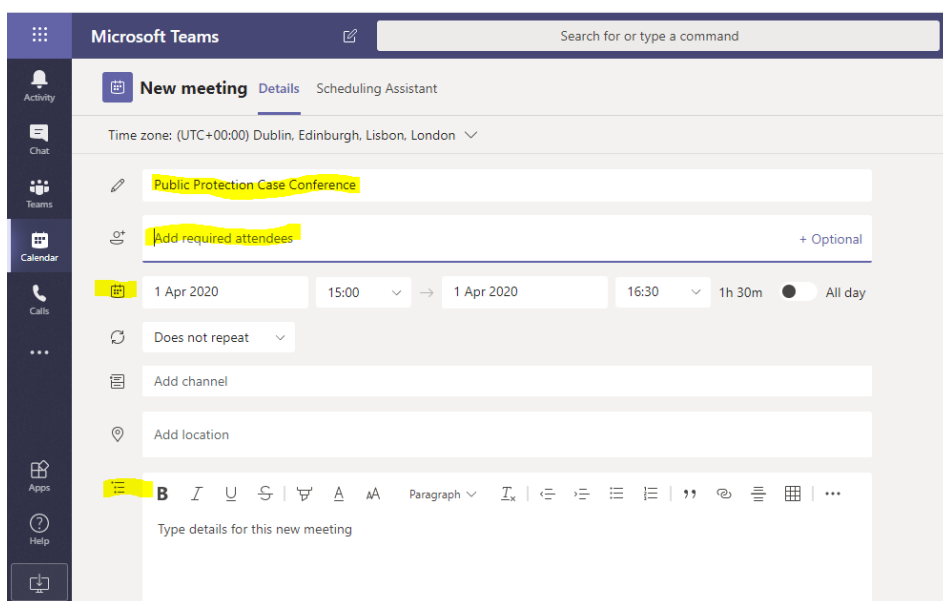 Microsoft Teams
Search for or type a command
Activity
Chat
Teams
Calendar
Calls
Apps
Help
New meeting Details Scheduling Assistant
Time zone: (UTC+00:00) Dublin, Edinburgh, Lisbon, London
Public Protection Case Conference
Add required attendees + Optional
1 Apr 2020 15:00 → 1 Apr 2020 16:30 1h 30m All day
Does not repeat
Add channel
Add location
B I U S A AA Paragraph Ix
Type details for this new meeting